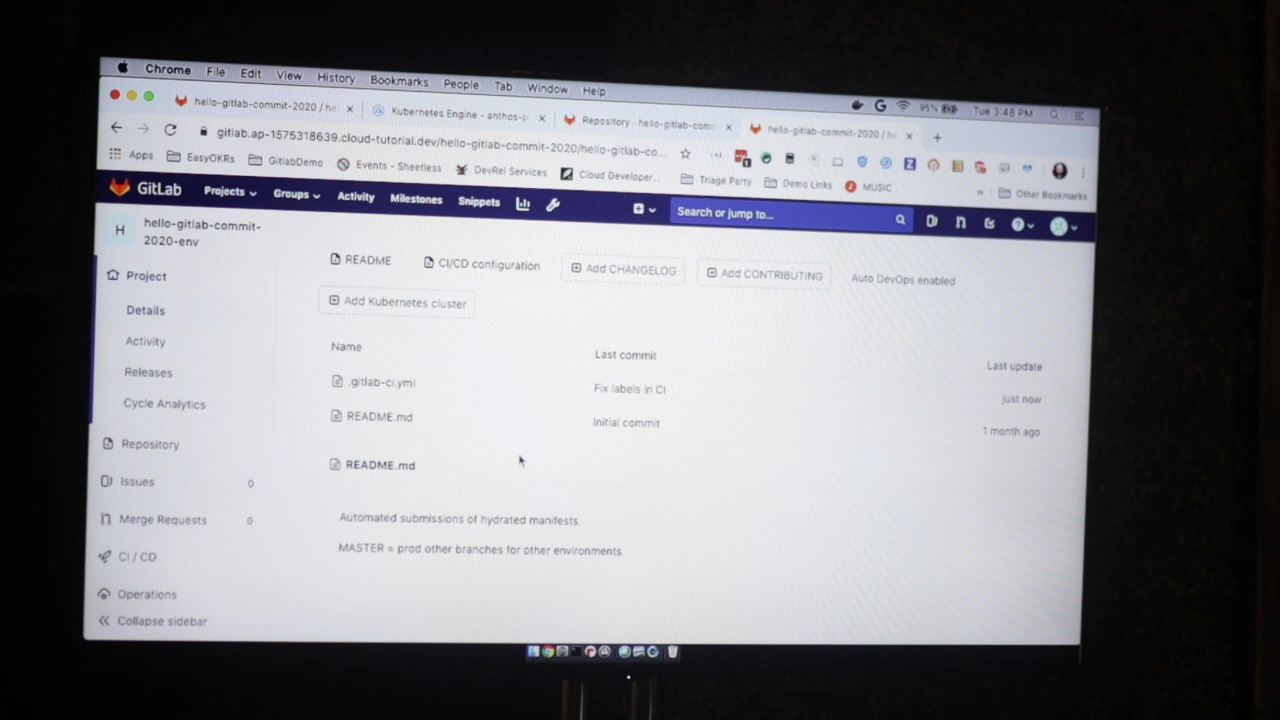 Chrome File Edit View History Bookmarks People Tab Window Help
95% Tue 3:48 PM
hello-gitlab-commit-2020 / he
Kubernetes Engine - anthos-p
Repository · hello-gitlab-com
hello-gitlab-commit-2020 / he
gitlab.ap-1575318639.cloud-tutorial.dev/hello-gitlab-commit-2020/hello-gitlab-co...
Apps EasyOKRs GitlabDemo Events - Sheetless DevRel Services Cloud Developer... Triage Party Demo Links MUSIC » Other Bookmarks
GitLab Projects Groups Activity Milestones Snippets Search or jump to...
H
hello-gitlab-commit-
2020-env
Project
Details
Activity
Releases
Cycle Analytics
Repository
Issues 0
Merge Requests 0
CI / CD
Operations
Collapse sidebar
README CI/CD configuration Add CHANGELOG Add CONTRIBUTING Auto DevOps enabled
Add Kubernetes cluster
Name Last commit Last update
.gitlab-ci.yml Fix labels in CI just now
README.md Initial commit 1 month ago
README.md
Automated submissions of hydrated manifests.
MASTER = prod other branches for other environments